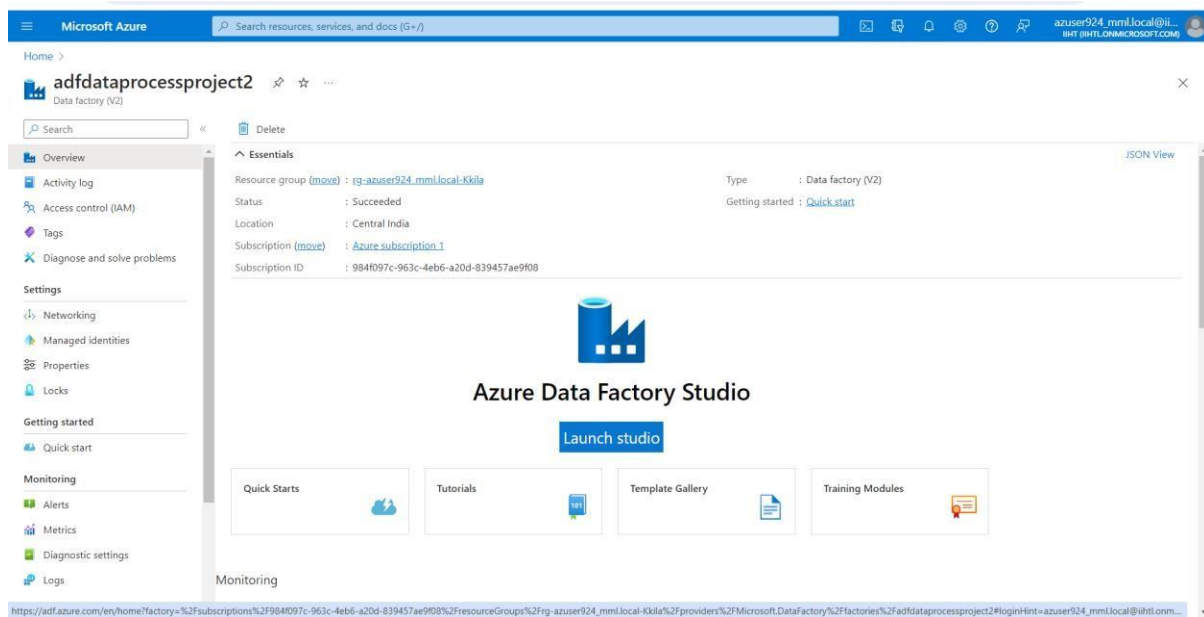 Microsoft Azure
Search resources, services, and docs (G+/)
azuser924_mml.local@ii...
IIHT (IIHTL.ONMICROSOFT.COM)
Home >
adfdataprocessproject2
Data factory (V2)
Search
Delete
Overview
Activity log
Access control (IAM)
Tags
Diagnose and solve problems
Settings
Networking
Managed identities
Properties
Locks
Getting started
Quick start
Monitoring
Alerts
Metrics
Diagnostic settings
Logs
Essentials
JSON View
Resource group (move) : rg-azuser924_mml.local-Kkila
Status : Succeeded
Location : Central India
Subscription (move) : Azure subscription 1
Subscription ID : 984f097c-963c-4eb6-a20d-839457ae9f08
Type : Data factory (V2)
Getting started : Quick start
Azure Data Factory Studio
Launch studio
Quick Starts
Tutorials
101
Template Gallery
Training Modules
Monitoring
https://adf.azure.com/en/home?factory=%2Fsubscriptions%2F984f097c-963c-4eb6-a20d-839457ae9f08%2FresourceGroups%2Frg-azuser924_mml.local-Kkila%2Fproviders%2FMicrosoft.DataFactory%2Ffactories%2Fadfdataprocessproject2#loginHint=azuser924_mml.local@iihtl.onm...